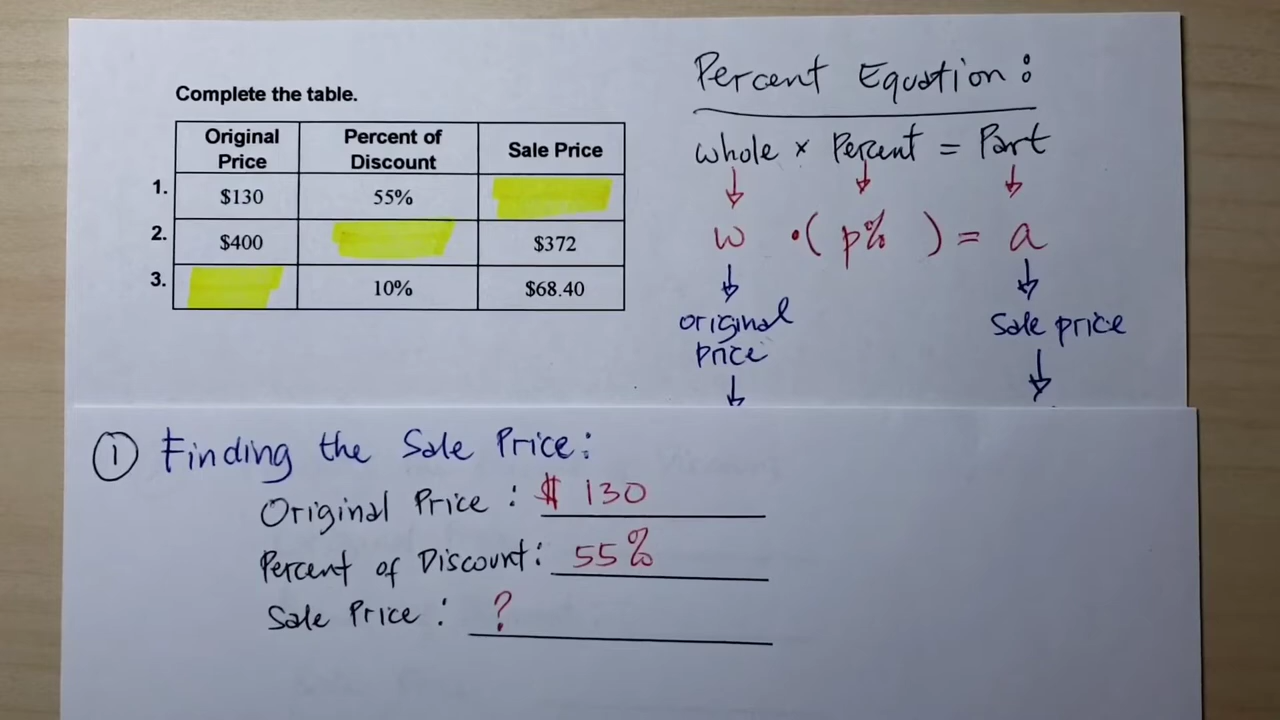 Complete the table.
Original Price | Percent of Discount | Sale Price
1. $130 | 55%
2. $400 | $372
3. 10% | $68.40
Percent Equation:
whole × Percent = Part
w •( p% ) = a
original price
Sale price
① Finding the Sale Price:
Original Price : $ 130
Percent of Discount: 55%
Sale Price : ?